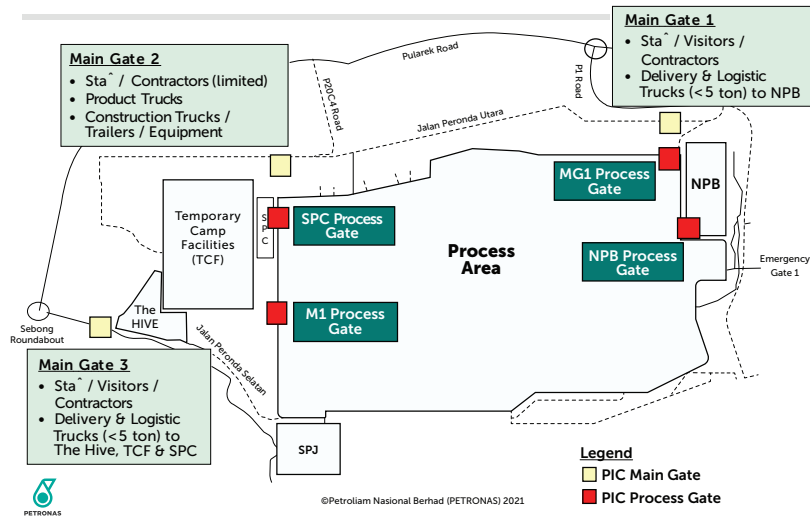 Main Gate 1
• Staˆ / Visitors /
Contractors
• Delivery & Logistic
Trucks (<5 ton) to NPB
Main Gate 2
• Staˆ / Contractors (limited)
• Product Trucks
• Construction Trucks /
Trailers / Equipment
Pularek Road
P1 Road
P20C4 Road
Jalan Peronda Utara
MG1 Process
Gate
NPB
Temporary
Camp
Facilities
(TCF)
SPC
SPC Process
Gate
Process
Area
NPB Process
Gate
Emergency
Gate 1
The
HIVE
M1 Process
Gate
Sebong
Roundabout
Jalan Peronda Selatan
Main Gate 3
• Staˆ / Visitors /
Contractors
• Delivery & Logistic
Trucks (<5 ton) to
The Hive, TCF & SPC
SPJ
Legend
PIC Main Gate
PIC Process Gate
PETRONAS
©Petroliam Nasional Berhad (PETRONAS) 2021